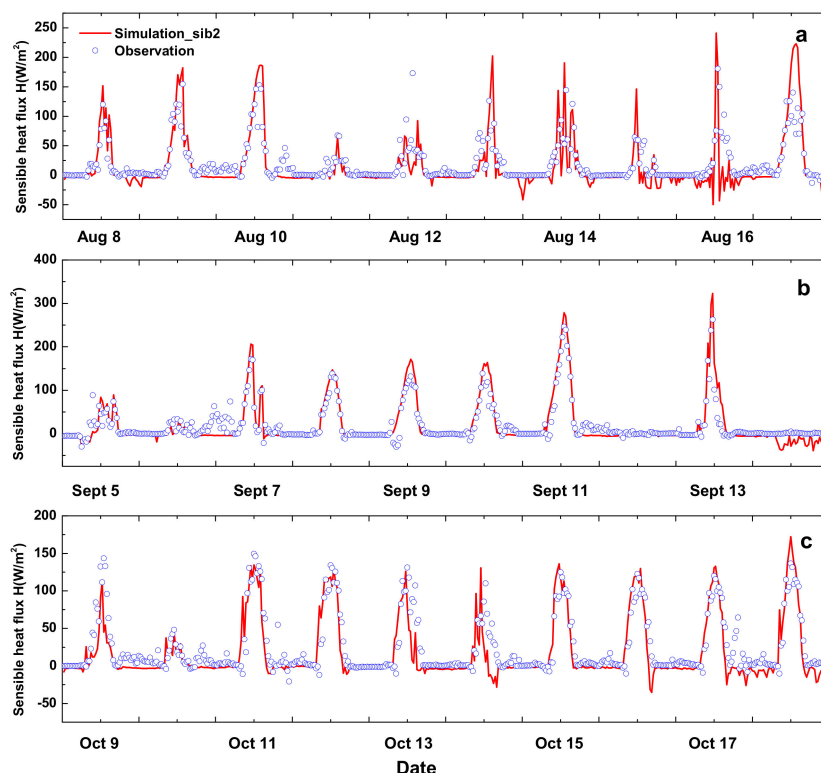 a
Simulation_sib2
Observation
Sensible heat flux H(W/m²)
250
200
150
100
50
0
-50
Aug 8
Aug 10
Aug 12
Aug 14
Aug 16
b
Sensible heat flux H(W/m²)
400
300
200
100
0
Sept 5
Sept 7
Sept 9
Sept 11
Sept 13
c
Sensible heat flux H(W/m²)
200
150
100
50
0
-50
Oct 9
Oct 11
Oct 13
Oct 15
Oct 17
Date